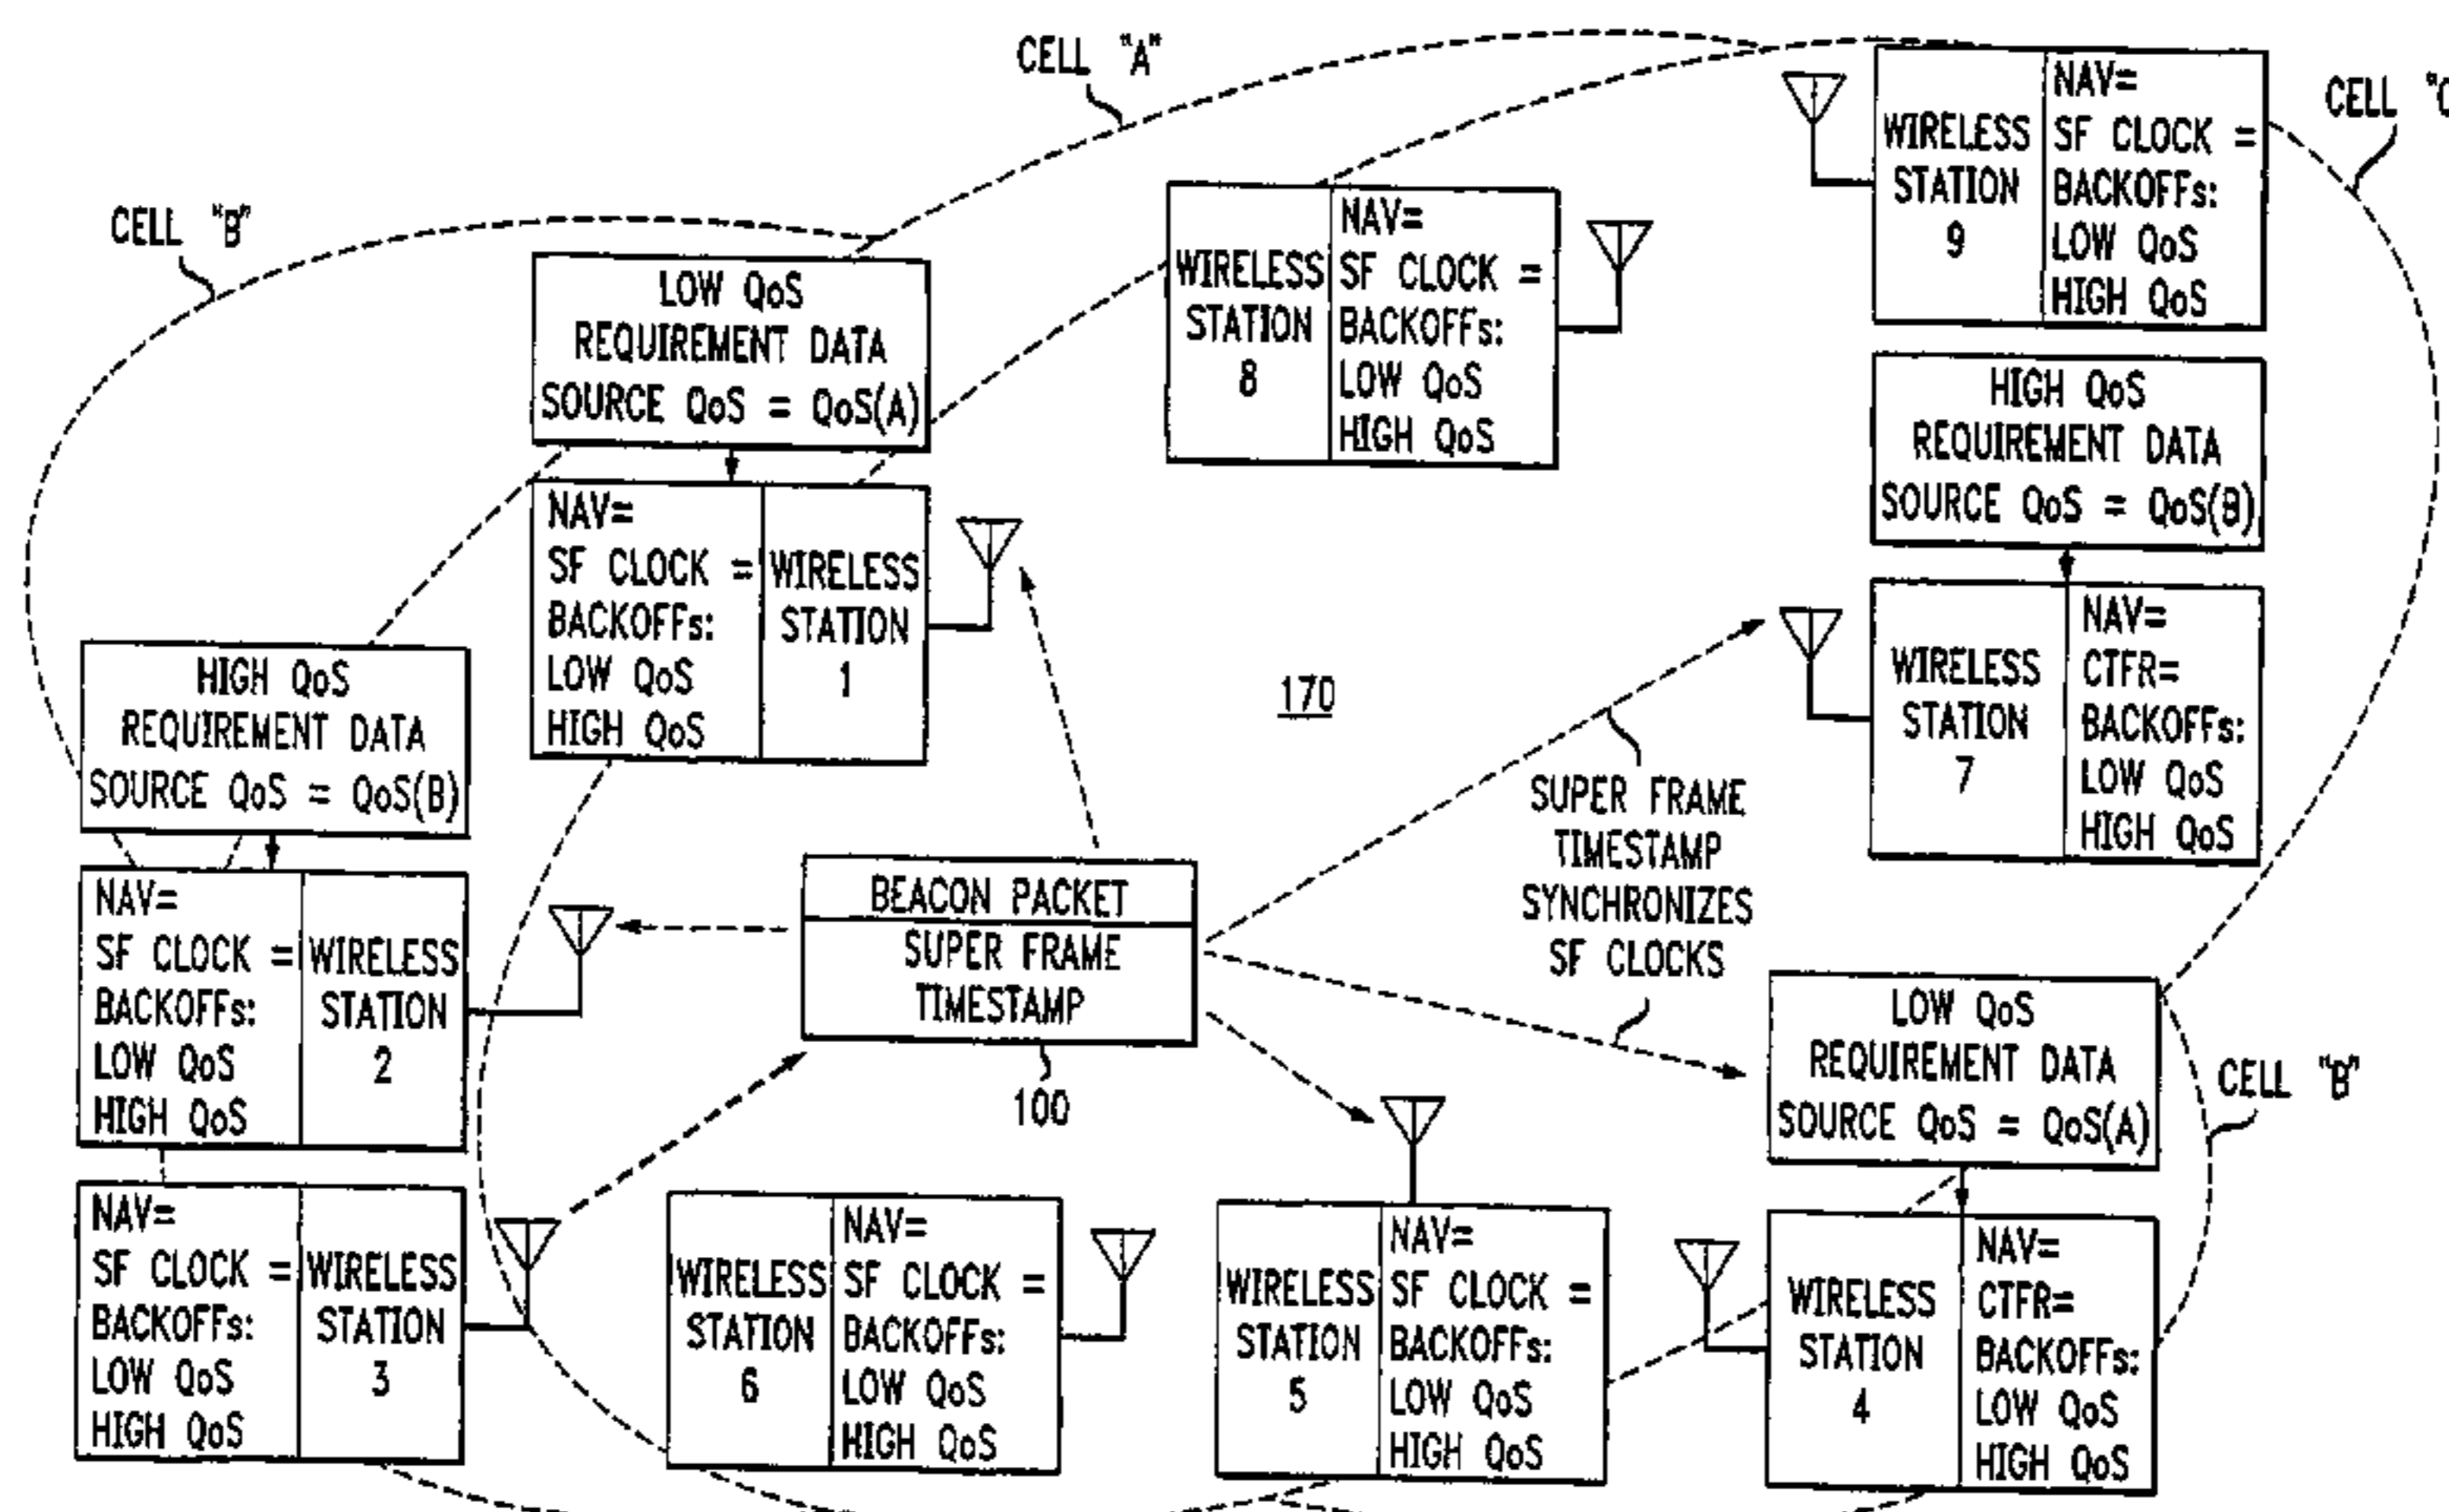 CELL "A"
CELL "B"
CELL "C
LOW QoS
REQUIREMENT DATA
SOURCE QoS = QoS(A)
NAV=
SF CLOCK =
BACKOFFs:
LOW QoS
HIGH QoS
WIRELESS
STATION
1
WIRELESS
STATION
8
NAV=
SF CLOCK =
BACKOFFs:
LOW QoS
HIGH QoS
WIRELESS
STATION
9
NAV=
SF CLOCK =
BACKOFFs:
LOW QoS
HIGH QoS
HIGH QoS
REQUIREMENT DATA
SOURCE QoS = QoS(B)
WIRELESS
STATION
7
NAV=
CTFR=
BACKOFFs:
LOW QoS
HIGH QoS
HIGH QoS
REQUIREMENT DATA
SOURCE QoS = QoS(B)
NAV=
SF CLOCK =
BACKOFFs:
LOW QoS
HIGH QoS
WIRELESS
STATION
2
170
SUPER FRAME
TIMESTAMP
SYNCHRONIZES
SF CLOCKS
BEACON PACKET
SUPER FRAME
TIMESTAMP
100
LOW QoS
REQUIREMENT DATA
SOURCE QoS = QoS(A)
CELL "B"
NAV=
SF CLOCK =
BACKOFFs:
LOW QoS
HIGH QoS
WIRELESS
STATION
3
WIRELESS
STATION
6
NAV=
SF CLOCK =
BACKOFFs:
LOW QoS
HIGH QoS
WIRELESS
STATION
5
NAV=
SF CLOCK =
BACKOFFs:
LOW QoS
HIGH QoS
WIRELESS
STATION
4
NAV=
CTFR=
BACKOFFs:
LOW QoS
HIGH QoS